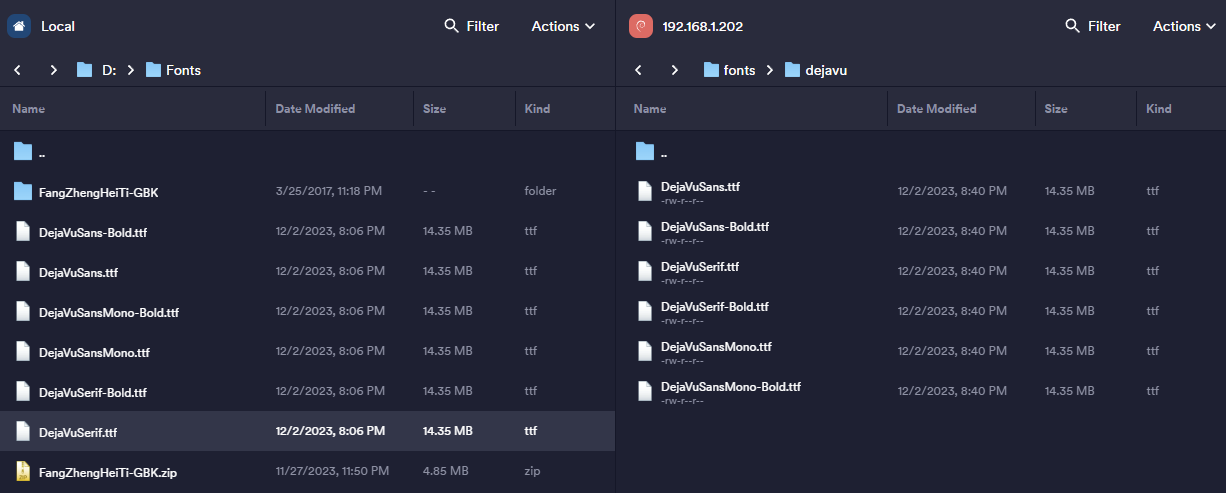 Local
Filter
Actions
D:
Fonts
Name
Date Modified
Size
Kind
..
FangZhengHeiTi-GBK
3/25/2017, 11:18 PM
- -
folder
DejaVuSans-Bold.ttf
12/2/2023, 8:06 PM
14.35 MB
ttf
DejaVuSans.ttf
12/2/2023, 8:06 PM
14.35 MB
ttf
DejaVuSansMono-Bold.ttf
12/2/2023, 8:06 PM
14.35 MB
ttf
DejaVuSansMono.ttf
12/2/2023, 8:06 PM
14.35 MB
ttf
DejaVuSerif-Bold.ttf
12/2/2023, 8:06 PM
14.35 MB
ttf
DejaVuSerif.ttf
12/2/2023, 8:06 PM
14.35 MB
ttf
FangZhengHeiTi-GBK.zip
11/27/2023, 11:50 PM
4.85 MB
zip
192.168.1.202
Filter
Actions
fonts
dejavu
Name
Date Modified
Size
Kind
..
DejaVuSans.ttf
-rw-r--r--
12/2/2023, 8:40 PM
14.35 MB
ttf
DejaVuSans-Bold.ttf
-rw-r--r--
12/2/2023, 8:40 PM
14.35 MB
ttf
DejaVuSerif.ttf
-rw-r--r--
12/2/2023, 8:40 PM
14.35 MB
ttf
DejaVuSerif-Bold.ttf
-rw-r--r--
12/2/2023, 8:40 PM
14.35 MB
ttf
DejaVuSansMono.ttf
-rw-r--r--
12/2/2023, 8:40 PM
14.35 MB
ttf
DejaVuSansMono-Bold.ttf
-rw-r--r--
12/2/2023, 8:40 PM
14.35 MB
ttf